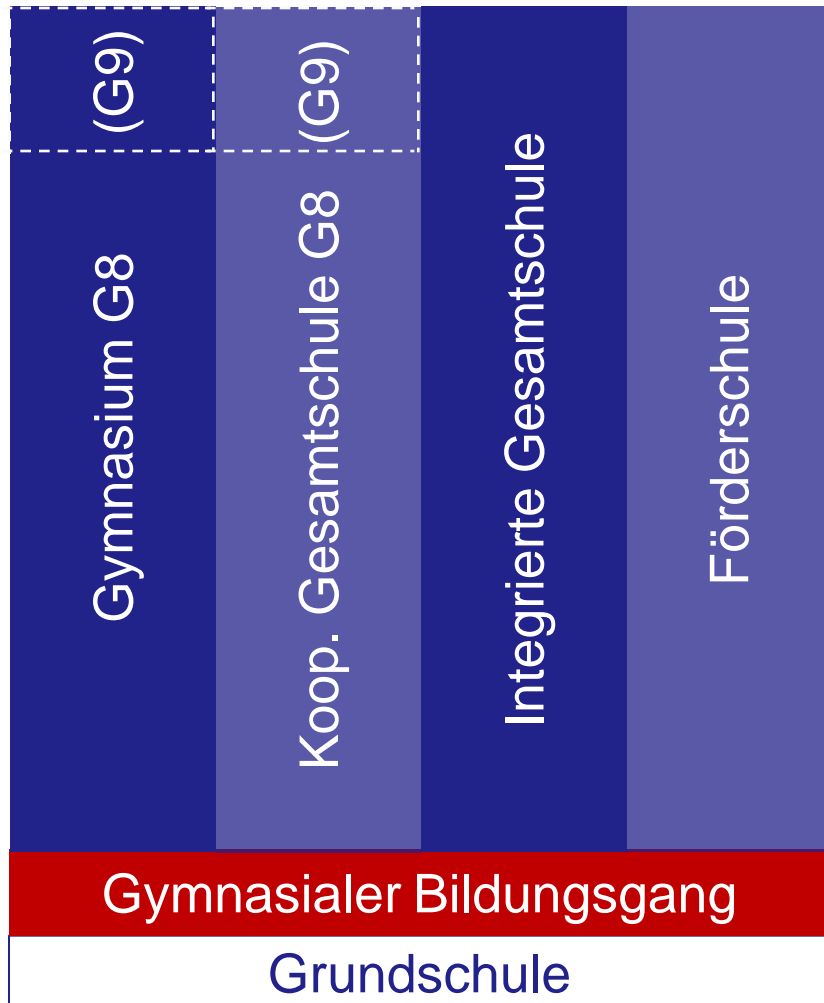 (G9)
Gymnasium G8
(G9)
Koop. Gesamtschule G8
Integrierte Gesamtschule
Förderschule
Gymnasialer Bildungsgang
Grundschule